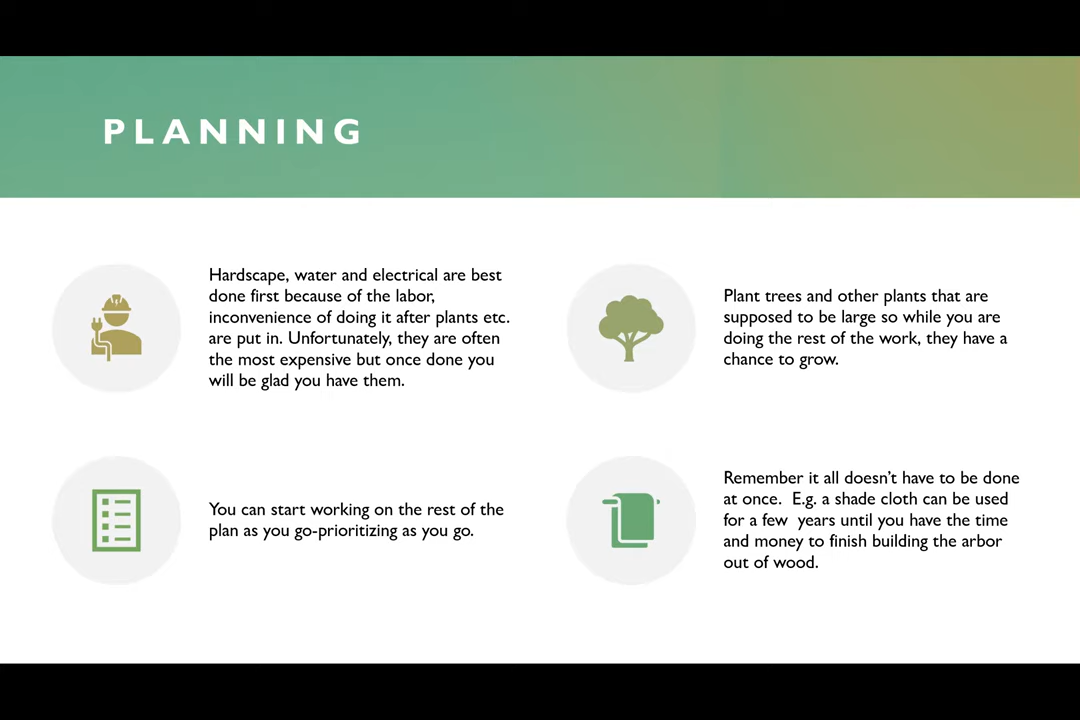 PLANNING
Hardscape, water and electrical are best
done first because of the labor,
inconvenience of doing it after plants etc.
are put in. Unfortunately, they are often
the most expensive but once done you
will be glad you have them.
Plant trees and other plants that are
supposed to be large so while you are
doing the rest of the work, they have a
chance to grow.
You can start working on the rest of the
plan as you go-prioritizing as you go.
Remember it all doesn't have to be done
at once.  E.g. a shade cloth can be used
for a few  years until you have the time
and money to finish building the arbor
out of wood.